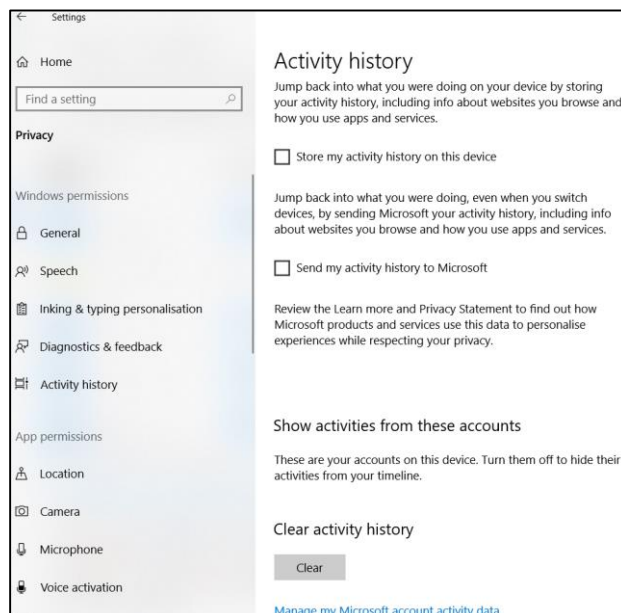 Settings
Home
Find a setting
Privacy
Windows permissions
General
Speech
Inking & typing personalisation
Diagnostics & feedback
Activity history
App permissions
Location
Camera
Microphone
Voice activation
Activity history
Jump back into what you were doing on your device by storing
your activity history, including info about websites you browse and
how you use apps and services.
Store my activity history on this device
Jump back into what you were doing, even when you switch
devices, by sending Microsoft your activity history, including info
about websites you browse and how you use apps and services.
Send my activity history to Microsoft
Review the Learn more and Privacy Statement to find out how
Microsoft products and services use this data to personalise
experiences while respecting your privacy.
Show activities from these accounts
These are your accounts on this device. Turn them off to hide their
activities from your timeline.
Clear activity history
Clear
Manage my Microsoft account activity data